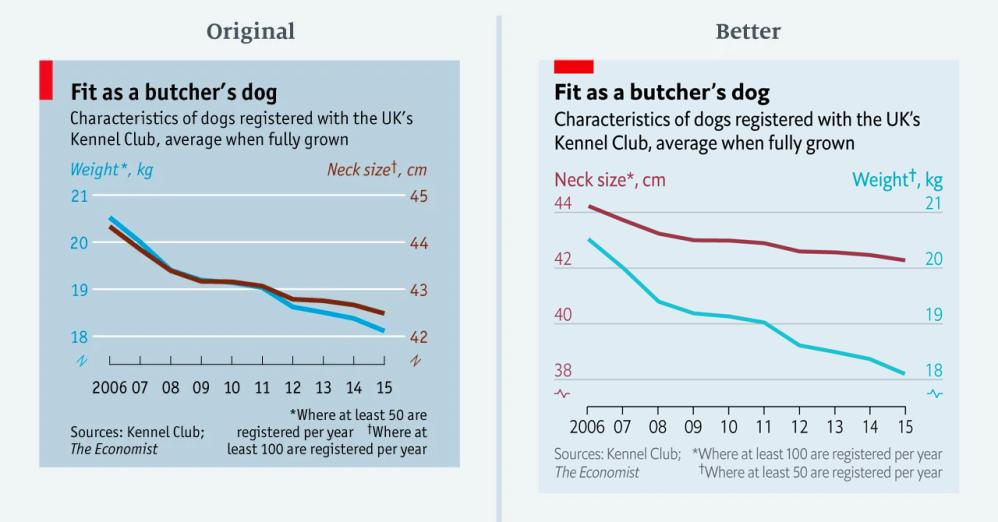 Original
Fit as a butcher's dog
Characteristics of dogs registered with the UK's
Kennel Club, average when fully grown
Weight*, kg
Neck size†, cm
21
45
20
44
19
43
18
42
2006 07 08 09 10 11 12 13 14 15
*Where at least 50 are
Sources: Kennel Club; registered per year †Where at
The Economist least 100 are registered per year
Better
Fit as a butcher's dog
Characteristics of dogs registered with the UK's
Kennel Club, average when fully grown
Neck size*, cm
Weight†, kg
44
21
42
20
40
19
38
18
2006 07 08 09 10 11 12 13 14 15
Sources: Kennel Club; *Where at least 100 are registered per year
The Economist †Where at least 50 are registered per year